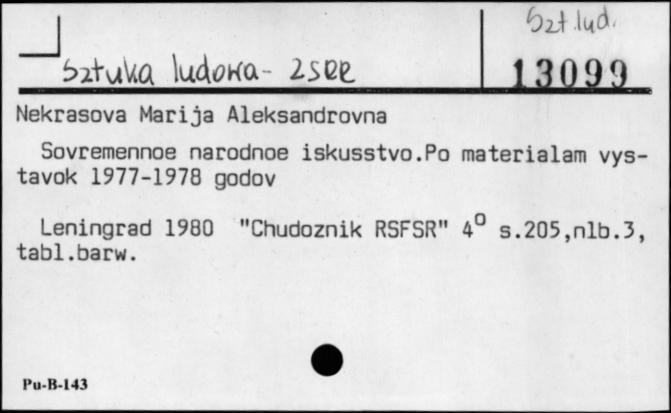 Szt.lud.
Sztuka ludowa - ZSRR
13099
Nekrasova Marija Aleksandrovna
Sovremennoe narodnoe iskusstvo.Po materialam vys-
tavok 1977-1978 godov
Leningrad 1980 "Chudoznik RSFSR" 4° s.205,nlb.3,
tabl.barw.
Pu-B-143